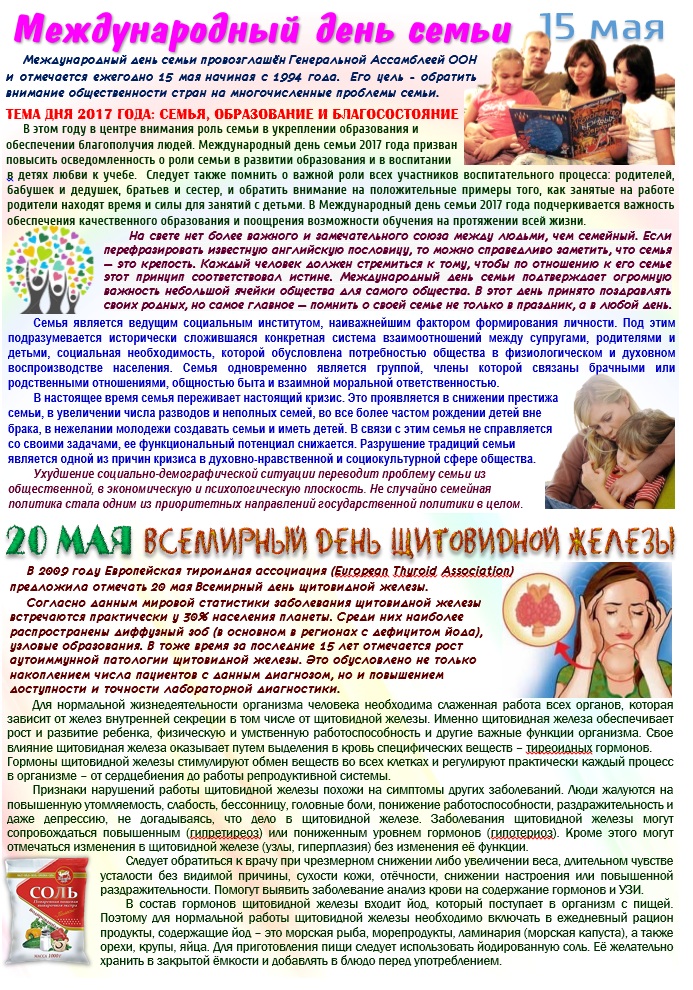 Международный день семьи 15 мая
Международный день семьи провозглашён Генеральной Ассамблеей ООН
и отмечается ежегодно 15 мая начиная с 1994 года. Его цель - обратить
внимание общественности стран на многочисленные проблемы семьи.
ТЕМА ДНЯ 2017 ГОДА: СЕМЬЯ, ОБРАЗОВАНИЕ И БЛАГОСОСТОЯНИЕ
В этом году в центре внимания роль семьи в укреплении образования и
обеспечении благополучия людей. Международный день семьи 2017 года призван
повысить осведомленность о роли семьи в развитии образования и в воспитании
в детях любви к учебе. Следует также помнить о важной роли всех участников воспитательного процесса: родителей,
бабушек и дедушек, братьев и сестер, и обратить внимание на положительные примеры того, как занятые на работе
родители находят время и силы для занятий с детьми. В Международный день семьи 2017 года подчеркивается важность
обеспечения качественного образования и поощрения возможности обучения на протяжении всей жизни.
На свете нет более важного и замечательного союза между людьми, чем семейный. Если
перефразировать известную английскую пословицу, то можно справедливо заметить, что семья
– это крепость. Каждый человек должен стремиться к тому, чтобы по отношению к его семье
этот принцип соответствовал истине. Международный день семьи подтверждает огромную
важность небольшой ячейки общества для самого общества. В этот день принято поздравлять
своих родных, но самое главное – помнить о своей семье не только в праздник, а в любой день.
Семья является ведущим социальным институтом, наиважнейшим фактором формирования личности. Под этим
подразумевается исторически сложившаяся конкретная система взаимоотношений между супругами, родителями и
детьми, социальная необходимость, которой обусловлена потребностью общества в физиологическом и духовном
воспроизводстве населения. Семья одновременно является группой, члены которой связаны брачными или
родственными отношениями, общностью быта и взаимной моральной ответственностью.
В настоящее время семья переживает настоящий кризис. Это проявляется в снижении престижа
семьи, в увеличении числа разводов и неполных семей, во все более частом рождении детей вне
брака, в нежелании молодежи создавать семьи и иметь детей. В связи с этим семья не справляется
со своими задачами, ее функциональный потенциал снижается. Разрушение традиций семьи
является одной из причин кризиса в духовно-нравственной и социокультурной сфере общества.
Ухудшение социально-демографической ситуации переводит проблему семьи из
общественной, в экономическую и психологическую плоскость. Не случайно семейная
политика стала одним из приоритетных направлений государственной политики в целом.
20 МАЯ ВСЕМИРНЫЙ ДЕНЬ ЩИТОВИДНОЙ ЖЕЛЕЗЫ
В 2009 году Европейская тироидная ассоциация (European Thyroid Association)
предложила отмечать 20 мая Всемирный день щитовидной железы.
Согласно данным мировой статистики заболевания щитовидной железы
встречаются практически у 30% населения планеты. Среди них наиболее
распространены диффузный зоб (в основном в регионах с дефицитом йода),
узловые образования. В тоже время за последние 15 лет отмечается рост
аутоиммунной патологии щитовидной железы. Это обусловлено не только
накоплением числа пациентов с данным диагнозом, но и повышением
доступности и точности лабораторной диагностики.
Для нормальной жизнедеятельности организма человека необходима слаженная работа всех органов, которая
зависит от желез внутренней секреции в том числе от щитовидной железы. Именно щитовидная железа обеспечивает
рост и развитие ребенка, физическую и умственную работоспособность и другие важные функции организма. Свое
влияние щитовидная железа оказывает путем выделения в кровь специфических веществ – тиреоидных гормонов.
Гормоны щитовидной железы стимулируют обмен веществ во всех клетках и регулируют практически каждый процесс
в организме – от сердцебиения до работы репродуктивной системы.
Признаки нарушений работы щитовидной железы похожи на симптомы других заболеваний. Люди жалуются на
повышенную утомляемость, слабость, бессонницу, головные боли, понижение работоспособности, раздражительность и
даже депрессию, не догадываясь, что дело в щитовидной железе. Заболевания щитовидной железы могут
сопровождаться повышенным (гипретиреоз) или пониженным уровнем гормонов (гипотериоз). Кроме этого могут
отмечаться изменения в щитовидной железе (узлы, гиперплазия) без изменения её функции.
Следует обратиться к врачу при чрезмерном снижении либо увеличении веса, длительном чувстве
усталости без видимой причины, сухости кожи, отёчности, снижении настроения или повышенной
раздражительности. Помогут выявить заболевание анализ крови на содержание гормонов и УЗИ.
В состав гормонов щитовидной железы входит йод, который поступает в организм с пищей.
Поэтому для нормальной работы щитовидной железы необходимо включать в ежедневный рацион
продукты, содержащие йод – это морская рыба, морепродукты, ламинария (морская капуста), а также
орехи, крупы, яйца. Для приготовления пищи следует использовать йодированную соль. Её желательно
хранить в закрытой ёмкости и добавлять в блюдо перед употреблением.
СОЛЬ